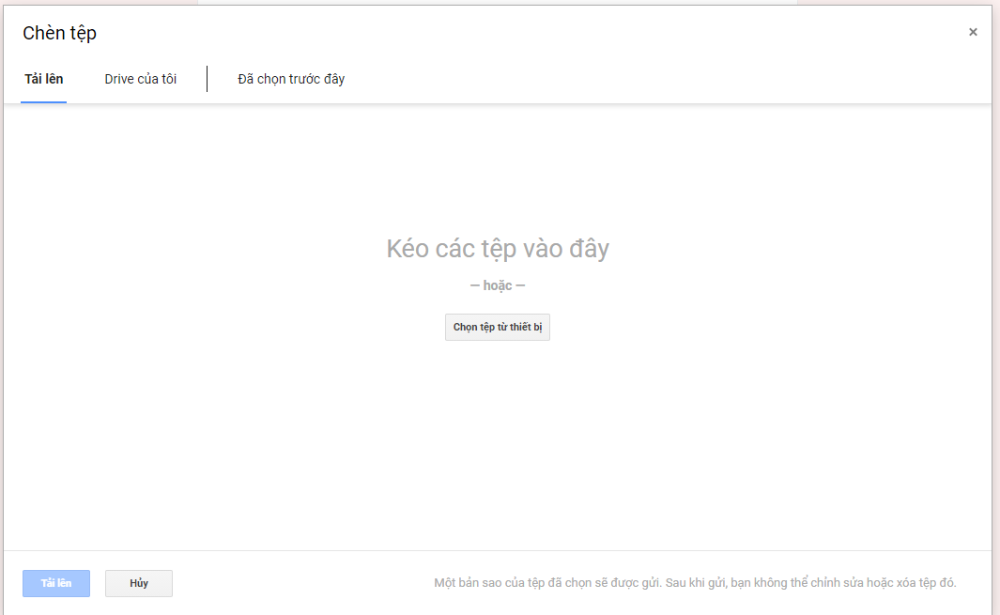 Chèn tệp
×
Tải lên
Drive của tôi
Đã chọn trước đây
Kéo các tệp vào đây
— hoặc —
Chọn tệp từ thiết bị
Tải lên
Hủy
Một bản sao của tệp đã chọn sẽ được gửi. Sau khi gửi, bạn không thể chỉnh sửa hoặc xóa tệp đó.